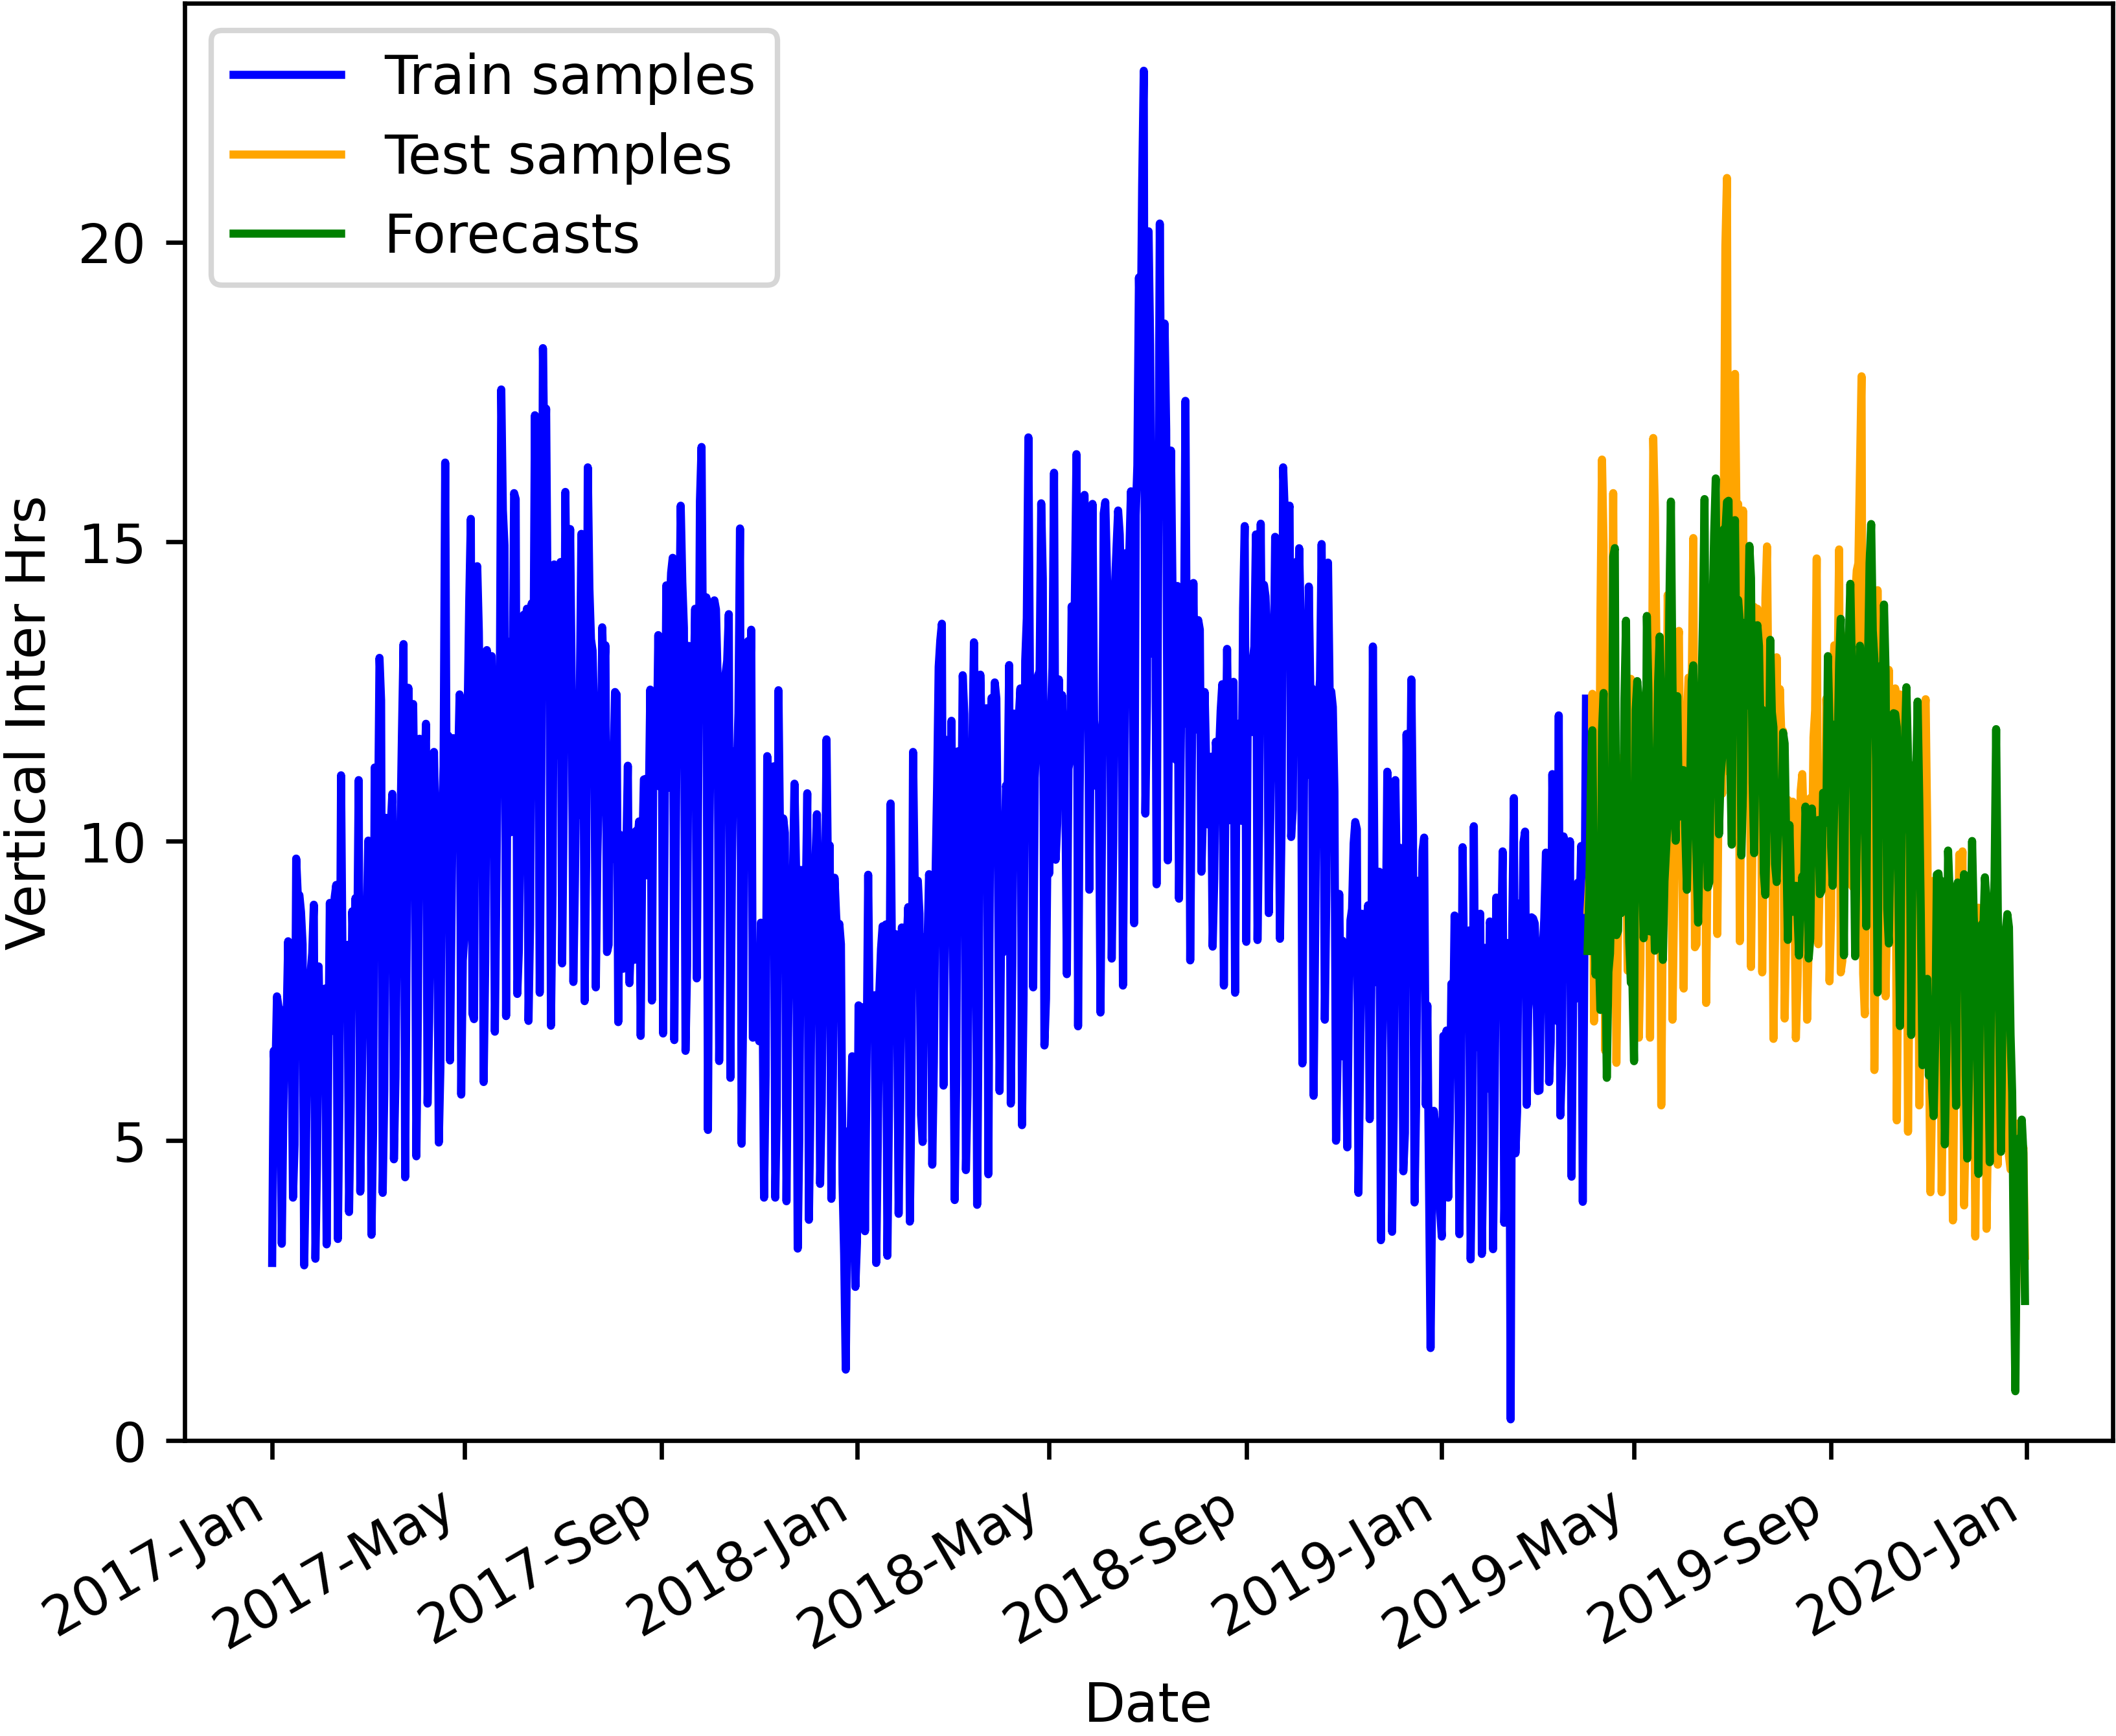 Train samples
Test samples
Forecasts
Vertical Inter Hrs
20
15
10
5
0
2017-Jan
2017-May
2017-Sep
2018-Jan
2018-May
2018-Sep
2019-Jan
2019-May
2019-Sep
2020-Jan
Date